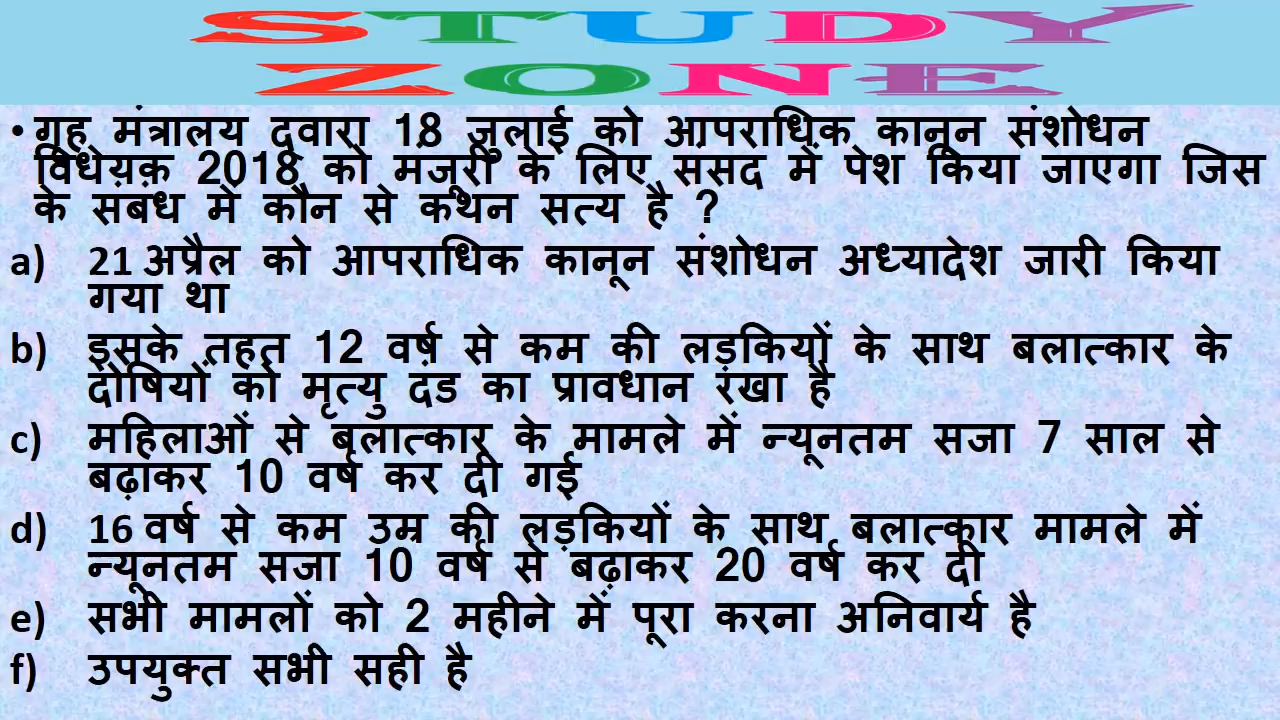 STUDY
ZONE
• गृह मंत्रालय द्वारा 18 जुलाई को आपराधिक कानून संशोधन
विधेयक 2018 को मंजूरी के लिए संसद में पेश किया जाएगा जिस
के संबंध में कौन से कथन सत्य है ?
a) 21 अप्रैल को आपराधिक कानून संशोधन अध्यादेश जारी किया
गया था
b) इसके तहत 12 वर्ष से कम की लड़कियों के साथ बलात्कार के
दोषियों को मृत्यु दंड का प्रावधान रखा है
c) महिलाओं से बलात्कार के मामले में न्यूनतम सजा 7 साल से
बढ़ाकर 10 वर्ष कर दी गई
d) 16 वर्ष से कम उम्र की लड़कियों के साथ बलात्कार मामले में
न्यूनतम सजा 10 वर्ष से बढ़ाकर 20 वर्ष कर दी
e) सभी मामलों को 2 महीने में पूरा करना अनिवार्य है
f) उपयुक्त सभी सही है